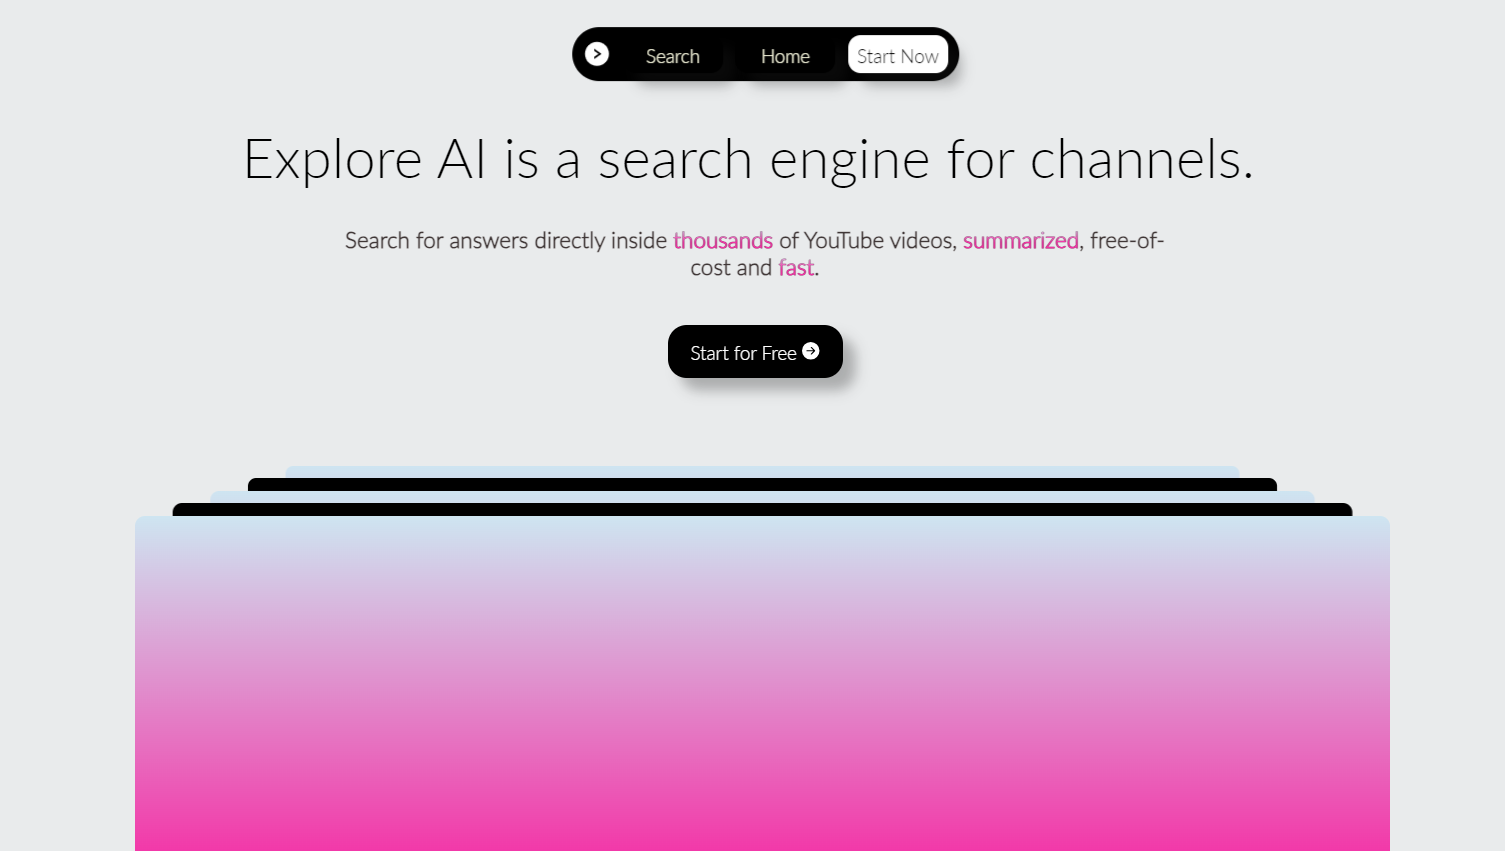 Search Home Start Now
Explore AI is a search engine for channels.
Search for answers directly inside thousands of YouTube videos, summarized, free-of-
cost and fast.
Start for Free